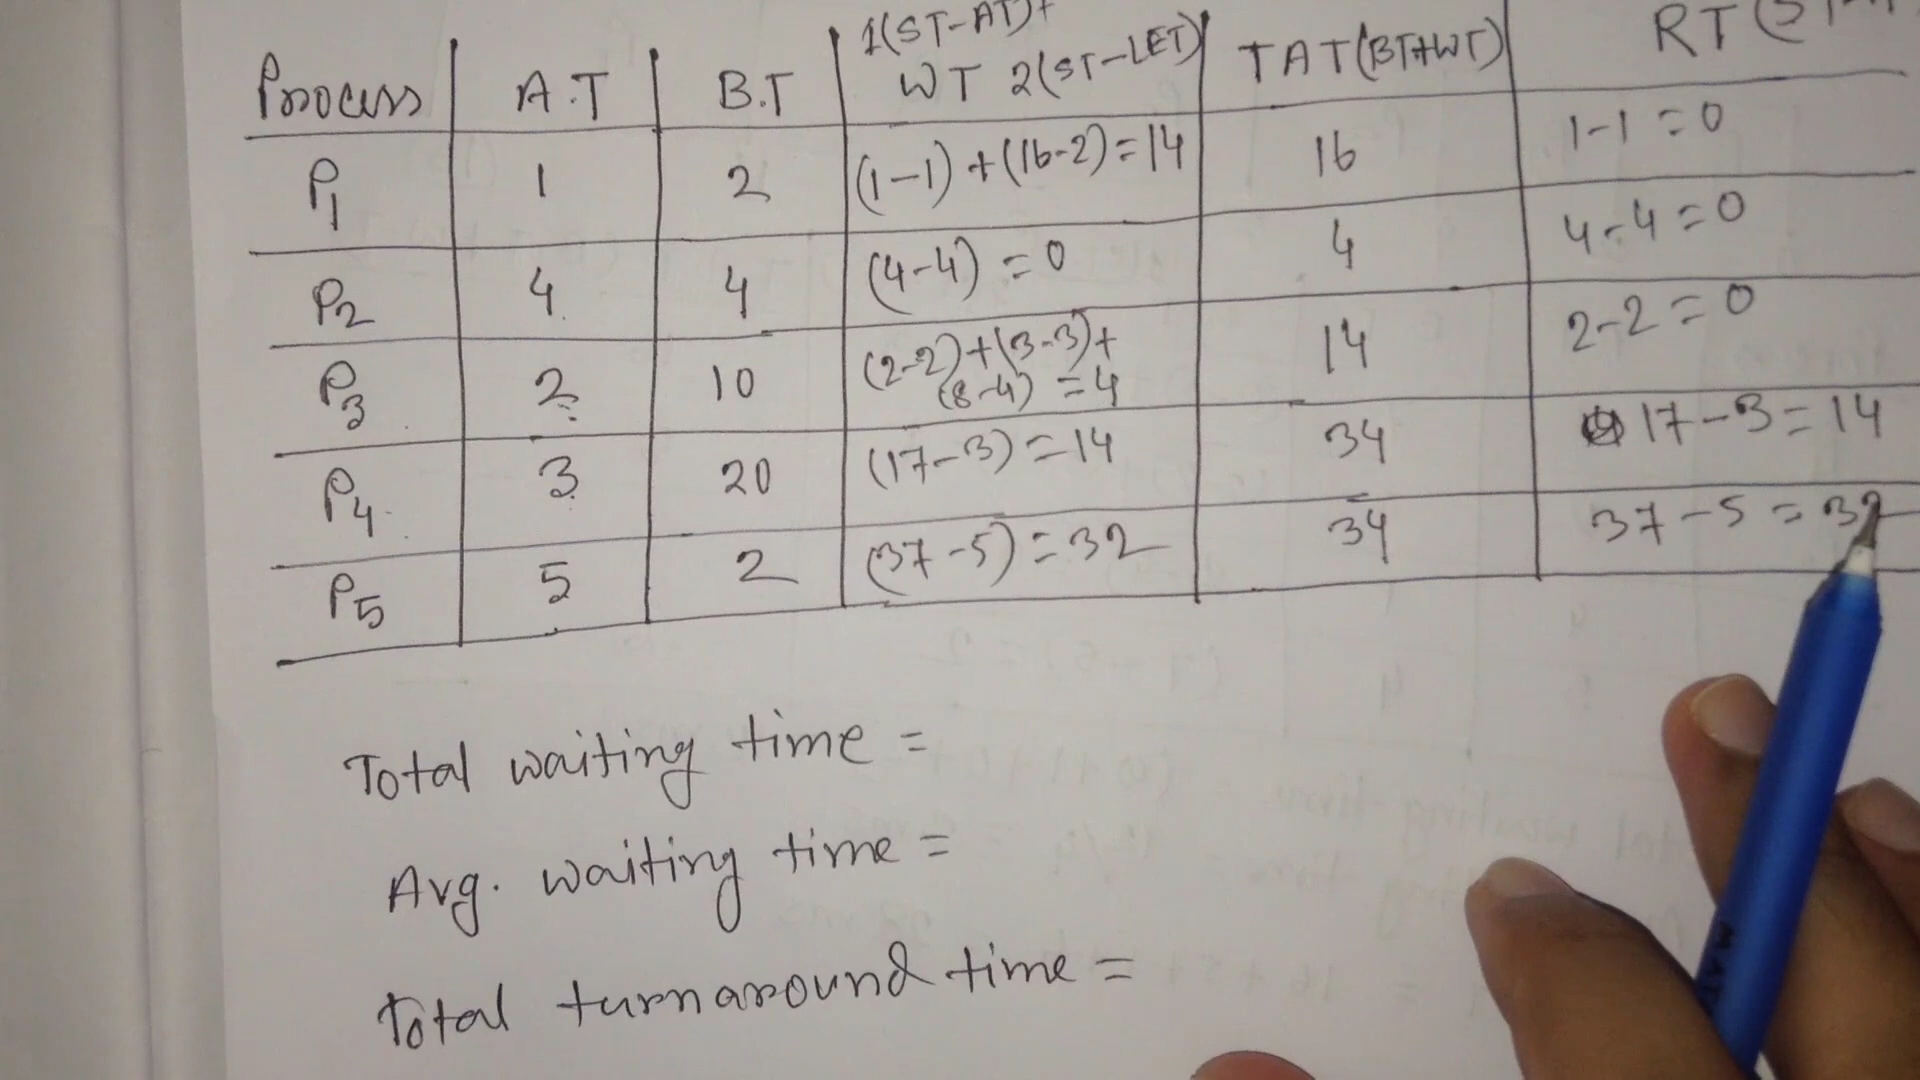 1(ST-AT)+
Process A.T B.T WT 2(ST-LET) TAT(BT+WT) RT(ST-
P1 1 2 (1-1)+(16-2)=14 16 1-1=0
P2 4 4 (4-4)=0 4 4-4=0
P3 2 10 (2-2)+(3-3)+ 14 2-2=0
(8-4)=4
P4 3 20 (17-3)=14 34 17-3=14
P5 5 2 (37-5)=32 34 37-5=32
Total waiting time =
Avg. waiting time =
Total turnaround time =